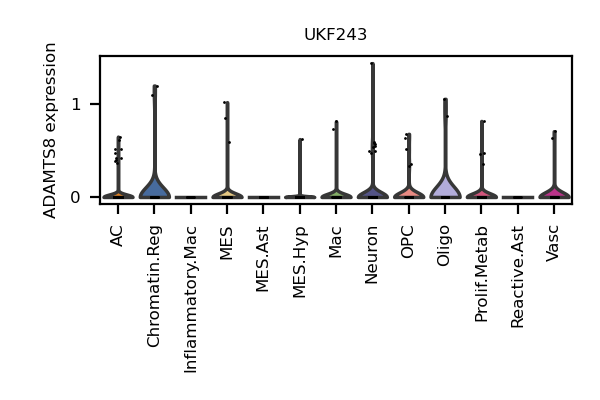 UKF243
ADAMTS8 expression
1
0
AC
Chromatin.Reg
Inflammatory.Mac
MES
MES.Ast
MES.Hyp
Mac
Neuron
OPC
Oligo
Prolif.Metab
Reactive.Ast
Vasc